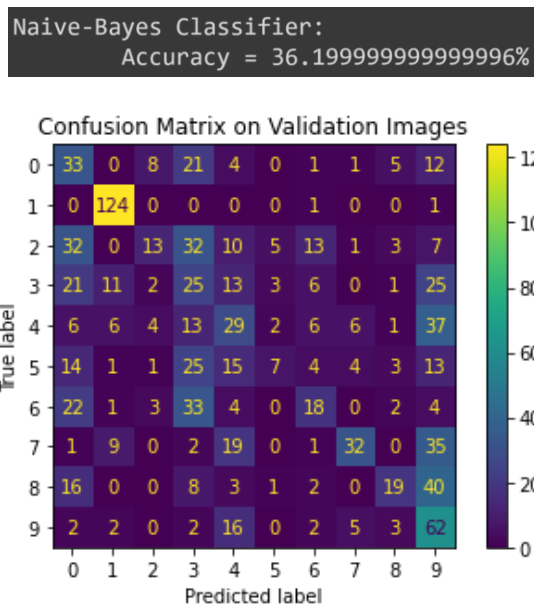 Naive-Bayes Classifier:
Accuracy = 36.199999999999996%
Confusion Matrix on Validation Images
0 33 0 8 21 4 0 1 1 5 12
1 0 124 0 0 0 0 1 0 0 1
2 32 0 13 32 10 5 13 1 3 7
3 21 11 2 25 13 3 6 0 1 25
4 6 6 4 13 29 2 6 6 1 37
5 14 1 1 25 15 7 4 4 3 13
6 22 1 3 33 4 0 18 0 2 4
7 1 9 0 2 19 0 1 32 0 35
8 16 0 0 8 3 1 2 0 19 40
9 2 2 0 2 16 0 2 5 3 62
0 1 2 3 4 5 6 7 8 9
Predicted label
True label
80
60
40
20
0